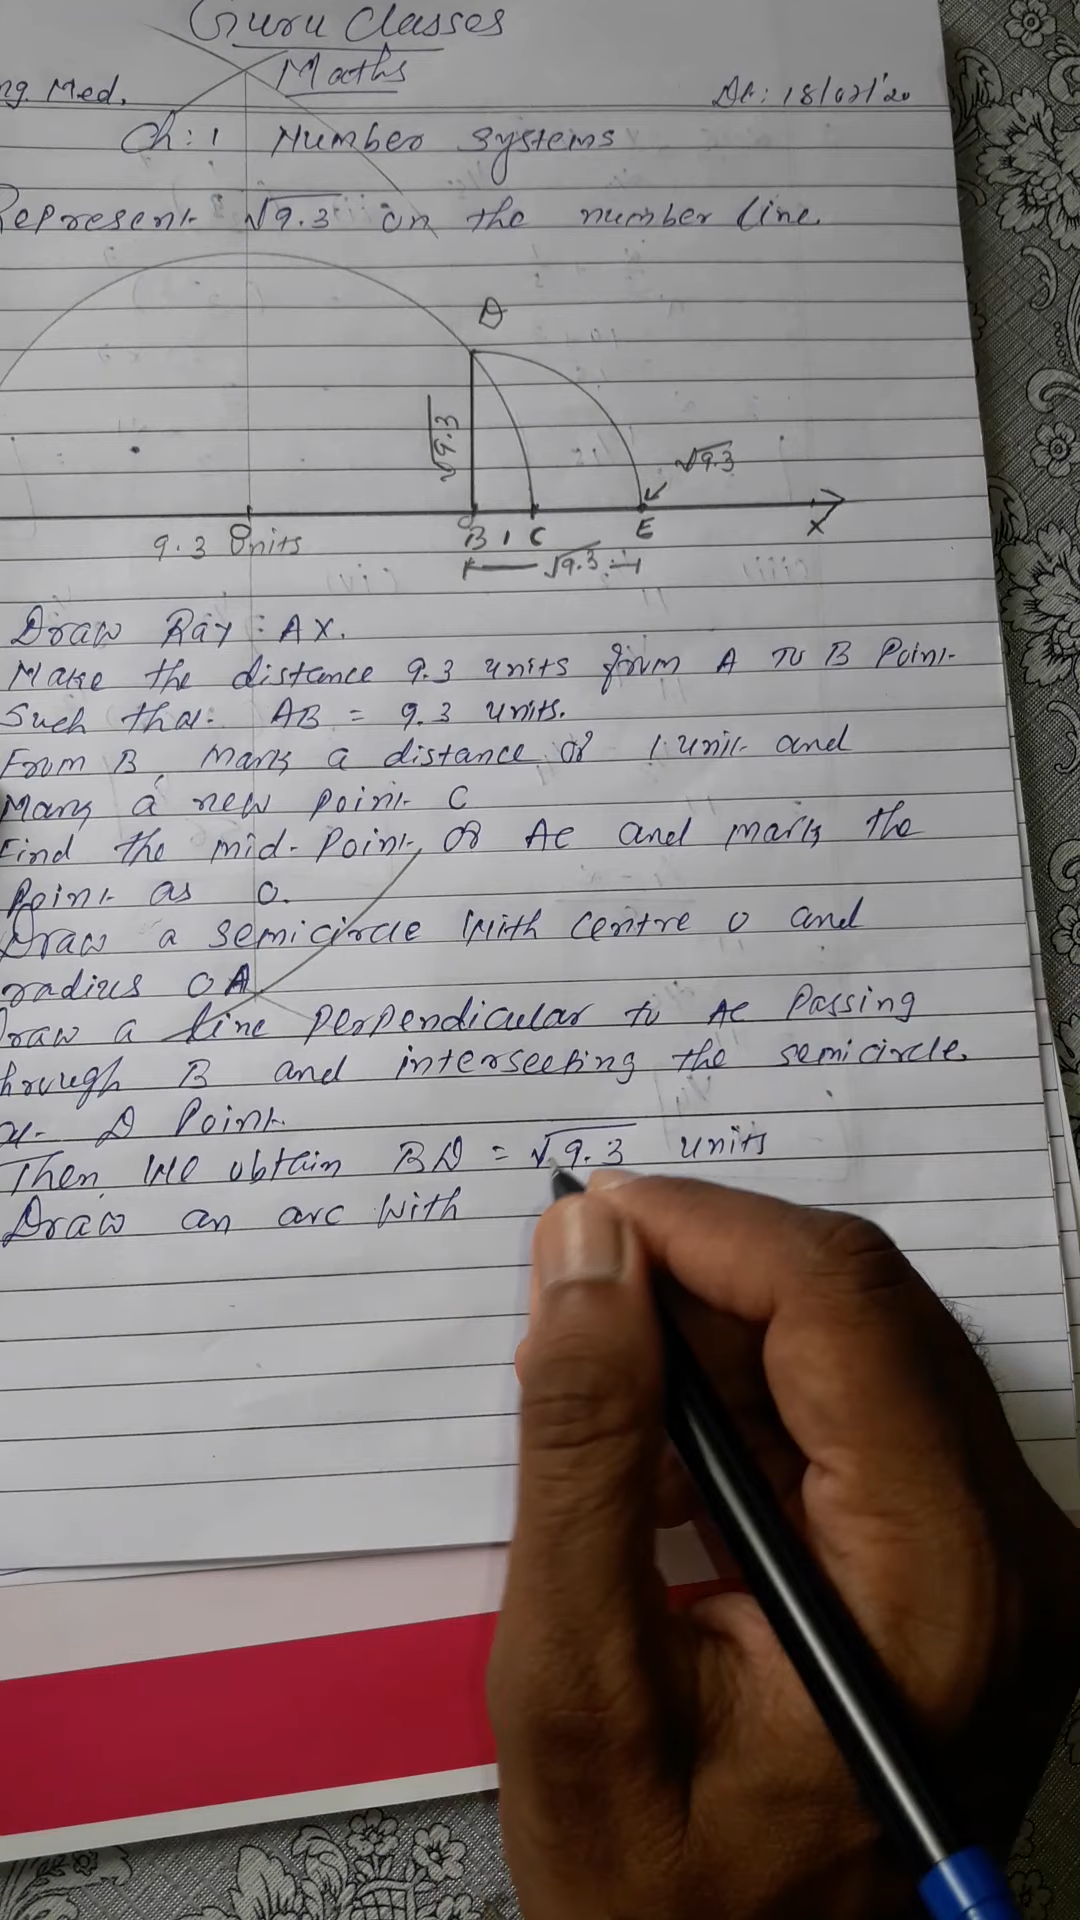 Guru Classes
Maths
ng. Med.
Dt: 18/07/'20
Ch: 1 Number Systems
Represent √9.3 on the number line.
D
√9.3
√9.3
9.3 Units
O
B 1 C
E
X
√9.3
Draw Ray : AX.
Make the distance 9.3 units from A To B Point
Such that AB = 9.3 units.
From B, Mark a distance of 1 unit and
Mark a new point C
Find the mid-Point of AC and mark the
Point as O.
Draw a semicircle With Centre O and
radius OA
Draw a line perpendicular to AC Passing
through B and intersecting the semicircle.
at D Point
Then, We obtain BD = √9.3 units
Draw an arc With